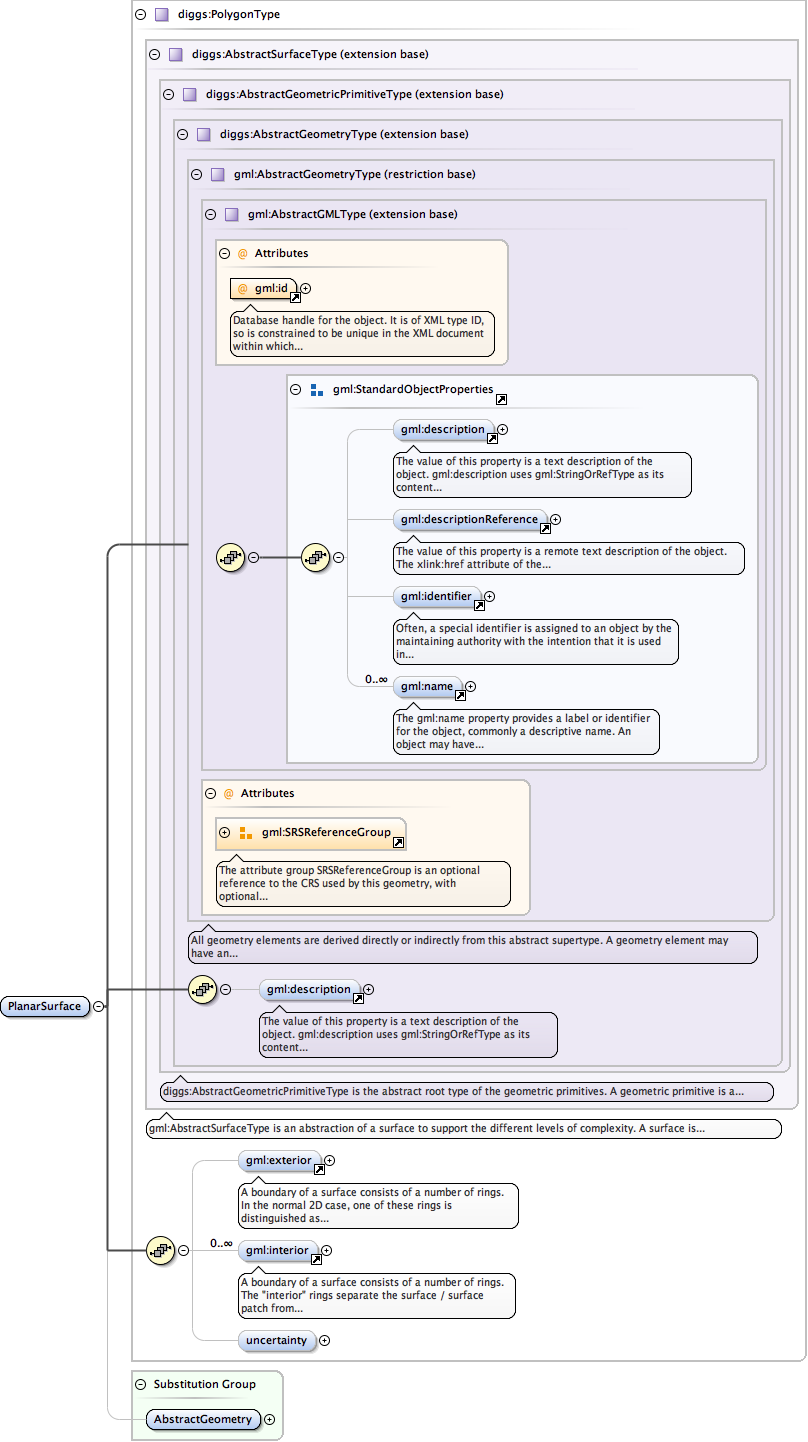 diggs:PolygonType
diggs:AbstractSurfaceType (extension base)
diggs:AbstractGeometricPrimitiveType (extension base)
diggs:AbstractGeometryType (extension base)
gml:AbstractGeometryType (restriction base)
gml:AbstractGMLType (extension base)
@ Attributes
@ gml:id
Database handle for the object. It is of XML type ID,
so is constrained to be unique in the XML document
within which...
gml:StandardObjectProperties
gml:description
The value of this property is a text description of the
object. gml:description uses gml:StringOrRefType as its
content...
gml:descriptionReference
The value of this property is a remote text description of the object.
The xlink:href attribute of the...
gml:identifier
Often, a special identifier is assigned to an object by the
maintaining authority with the intention that it is used
in...
0..∞
gml:name
The gml:name property provides a label or identifier
for the object, commonly a descriptive name. An
object may have...
@ Attributes
gml:SRSReferenceGroup
The attribute group SRSReferenceGroup is an optional
reference to the CRS used by this geometry, with
optional...
All geometry elements are derived directly or indirectly from this abstract supertype. A geometry element may
have an...
gml:description
The value of this property is a text description of the
object. gml:description uses gml:StringOrRefType as its
content...
PlanarSurface
diggs:AbstractGeometricPrimitiveType is the abstract root type of the geometric primitives. A geometric primitive is a...
gml:AbstractSurfaceType is an abstraction of a surface to support the different levels of complexity. A surface is...
gml:exterior
A boundary of a surface consists of a number of rings.
In the normal 2D case, one of these rings is
distinguished as...
0..∞
gml:interior
A boundary of a surface consists of a number of rings.
The "interior" rings separate the surface / surface
patch from...
uncertainty
Substitution Group
AbstractGeometry